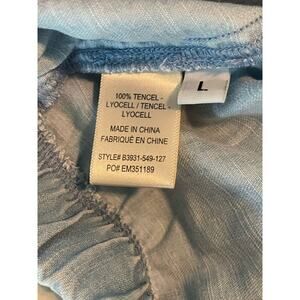 100% TENCEL -
LYOCELL / TENCEL -
LYOCELL
MADE IN CHINA
FABRIQUÉ EN CHINE
STYLE# B3931-549-127
PO# EM351189
L